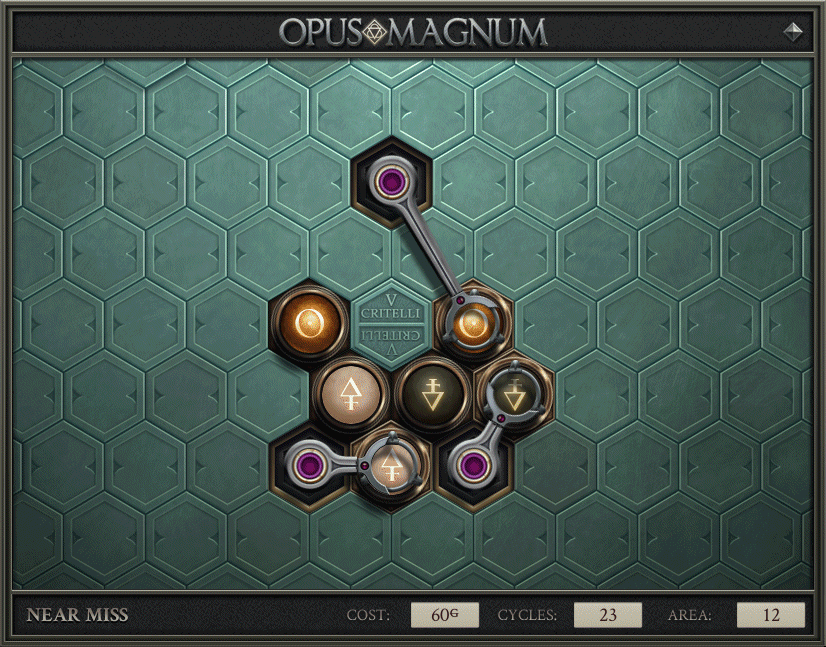 OPUS MAGNUM
V
CRITELLI
CRITELLI
V
NEAR MISS COST: 60G CYCLES: 23 AREA: 12